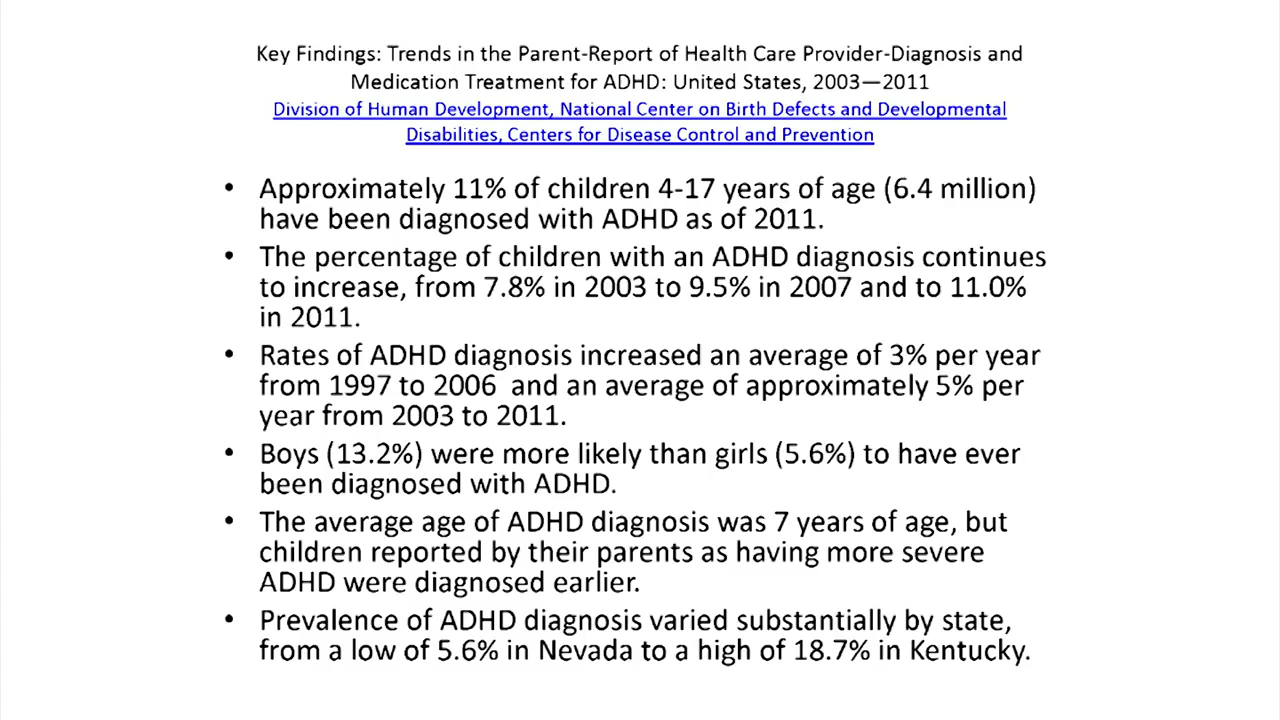 Key Findings: Trends in the Parent-Report of Health Care Provider-Diagnosis and
Medication Treatment for ADHD: United States, 2003—2011
Division of Human Development, National Center on Birth Defects and Developmental
Disabilities, Centers for Disease Control and Prevention
• Approximately 11% of children 4-17 years of age (6.4 million)
have been diagnosed with ADHD as of 2011.
• The percentage of children with an ADHD diagnosis continues
to increase, from 7.8% in 2003 to 9.5% in 2007 and to 11.0%
in 2011.
• Rates of ADHD diagnosis increased an average of 3% per year
from 1997 to 2006 and an average of approximately 5% per
year from 2003 to 2011.
• Boys (13.2%) were more likely than girls (5.6%) to have ever
been diagnosed with ADHD.
• The average age of ADHD diagnosis was 7 years of age, but
children reported by their parents as having more severe
ADHD were diagnosed earlier.
• Prevalence of ADHD diagnosis varied substantially by state,
from a low of 5.6% in Nevada to a high of 18.7% in Kentucky.